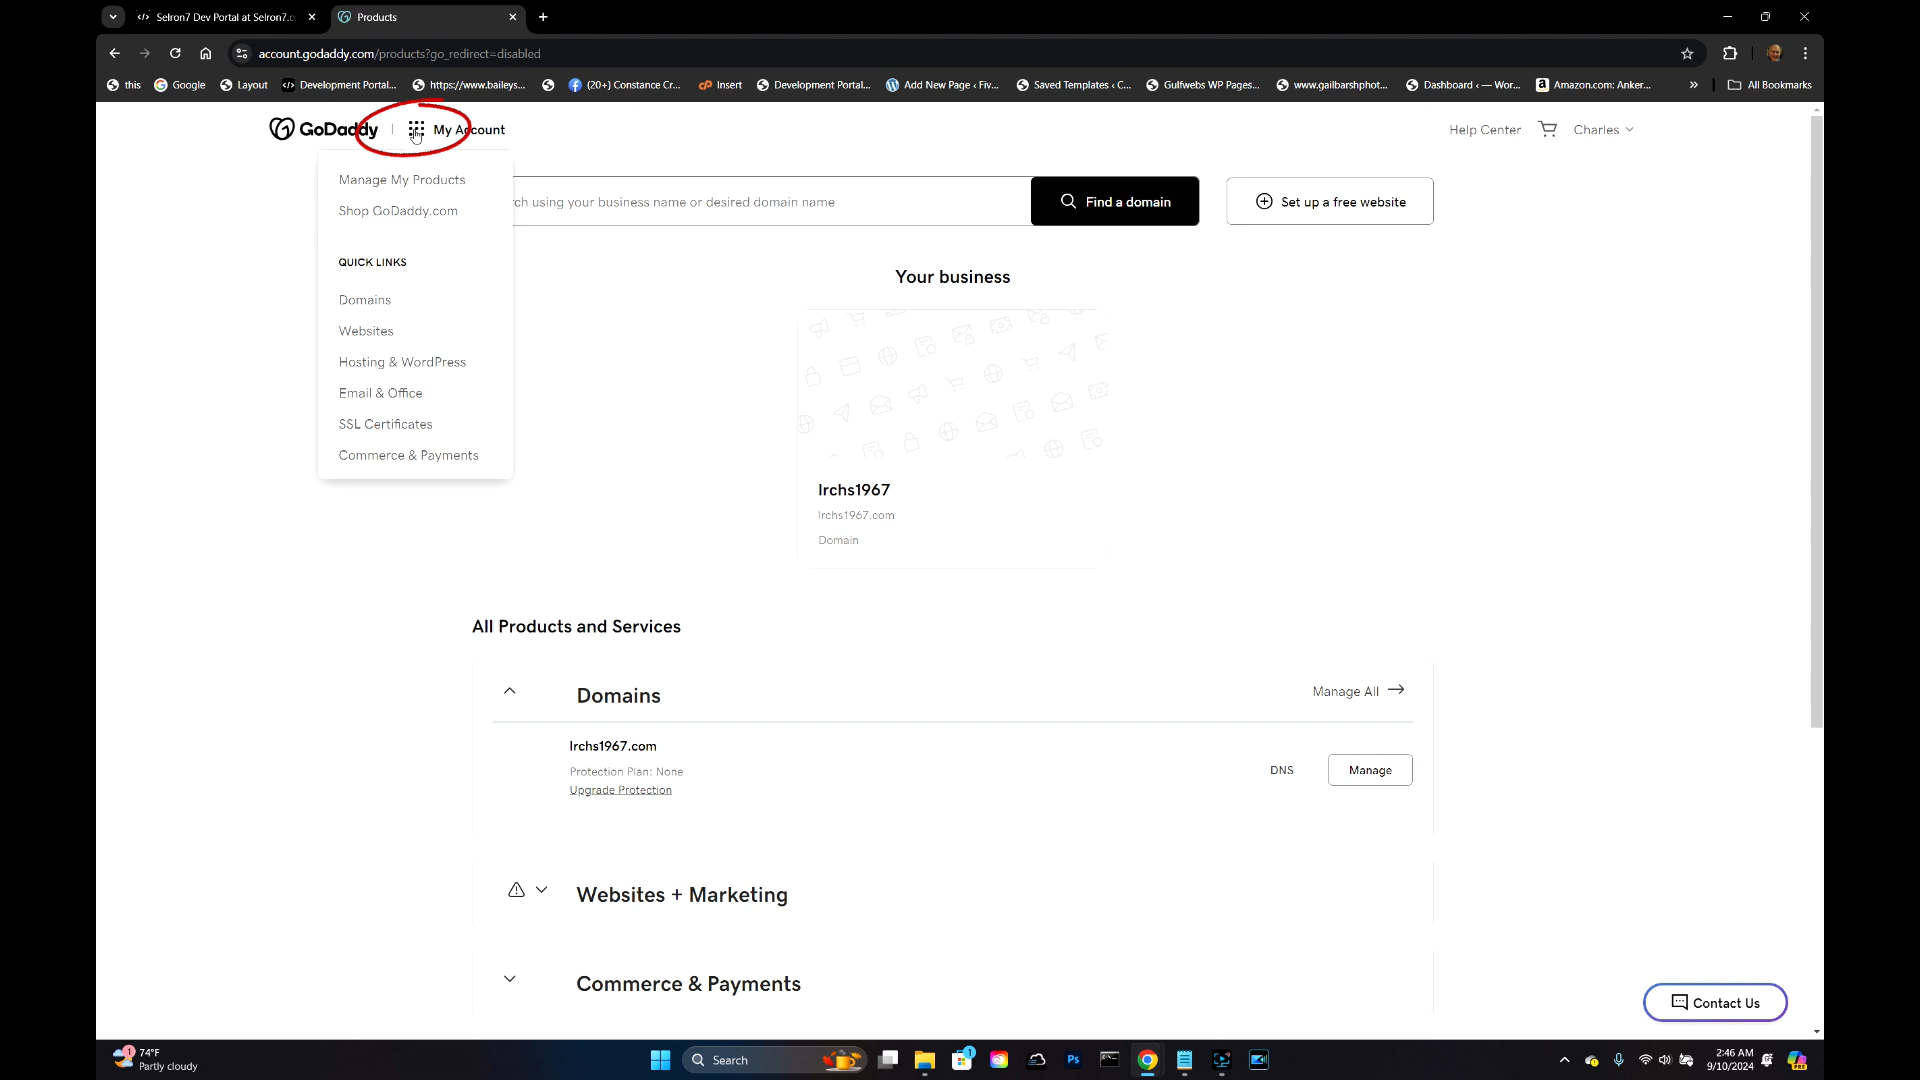 Selron7 Dev Portal at Selron7.c
Products
account.godaddy.com/products?go_redirect=disabled
this
Google
Layout
Development Portal...
https://www.baileys...
(20+) Constance Cr...
Insert
Development Portal...
Add New Page ‹ Fiv...
Saved Templates ‹ C...
Gulfwebs WP Pages...
www.gailbarshphot...
Dashboard ‹ — Wor...
Amazon.com: Anker...
All Bookmarks
GoDaddy
My Account
Help Center
Charles
Manage My Products
Shop GoDaddy.com
QUICK LINKS
Domains
Websites
Hosting & WordPress
Email & Office
SSL Certificates
Commerce & Payments
rch using your business name or desired domain name
Find a domain
Set up a free website
Your business
lrchs1967
lrchs1967.com
Domain
All Products and Services
Domains
Manage All
lrchs1967.com
Protection Plan: None
Upgrade Protection
DNS
Manage
Websites + Marketing
Commerce & Payments
Contact Us
1
74°F
Partly cloudy
Search
1
Ps
2:46 AM
9/10/2024
PRE